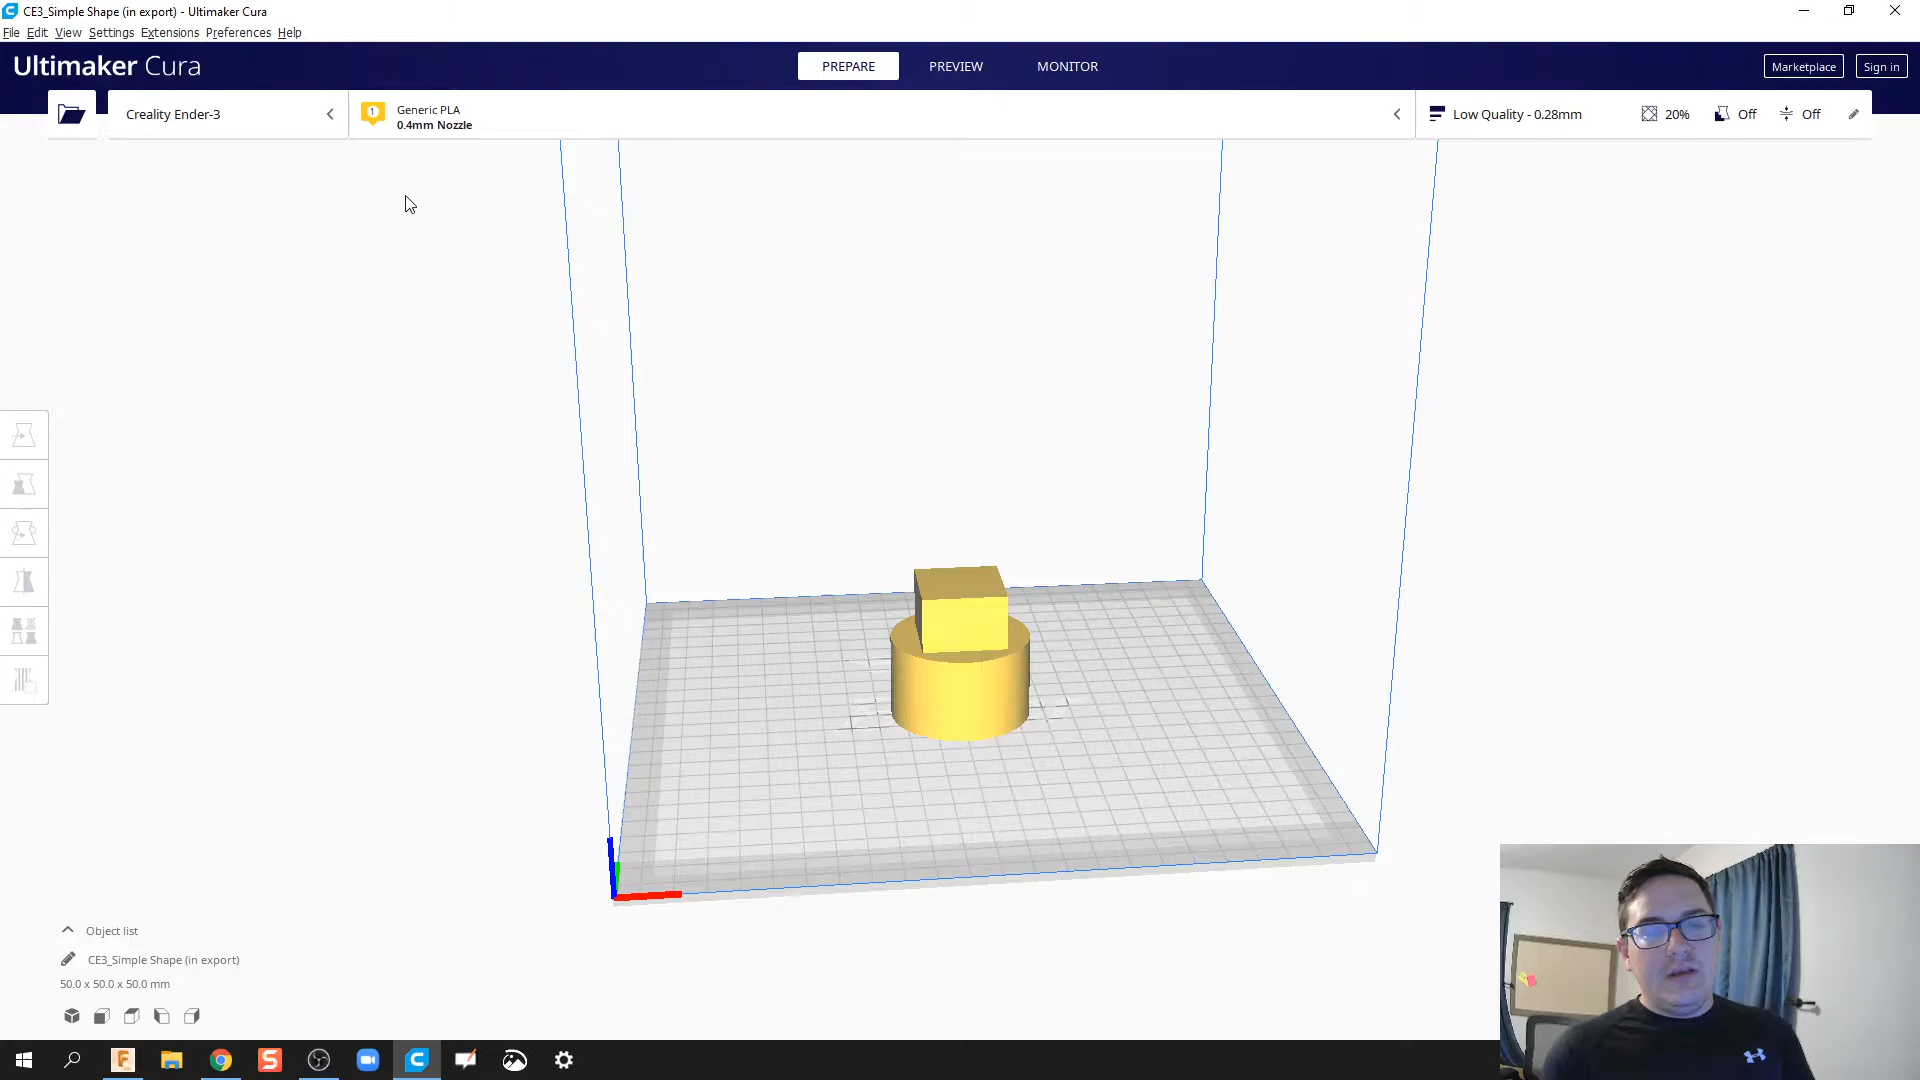 CE3_Simple Shape (in export) - Ultimaker Cura
File Edit View Settings Extensions Preferences Help
Ultimaker Cura
PREPARE
PREVIEW
MONITOR
Marketplace
Sign in
Creality Ender-3
1
Generic PLA
0.4mm Nozzle
Low Quality - 0.28mm
20%
Off
Off
Object list
CE3_Simple Shape (in export)
50.0 x 50.0 x 50.0 mm